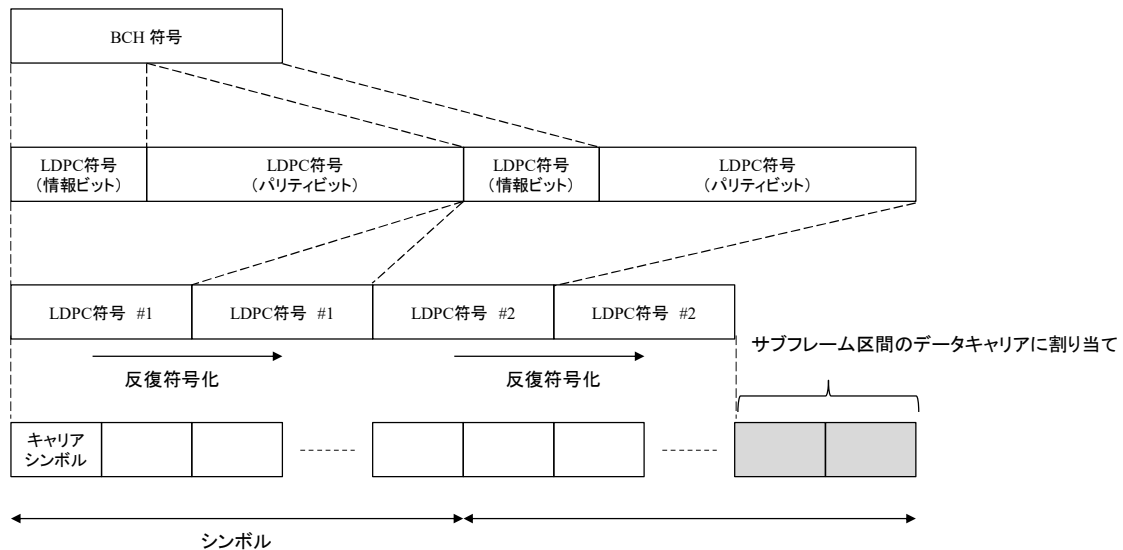 BCH 符号
LDPC符号
（情報ビット）
LDPC符号
（パリティビット）
LDPC符号
（情報ビット）
LDPC符号
（パリティビット）
LDPC符号 #1
LDPC符号 #1
LDPC符号 #2
LDPC符号 #2
サブフレーム区間のデータキャリアに割り当て
反復符号化
反復符号化
キャリア
シンボル
シンボル